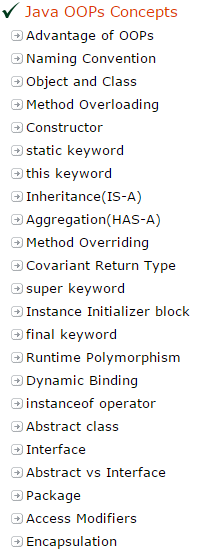 Java OOPs Concepts
Advantage of OOPs
Naming Convention
Object and Class
Method Overloading
Constructor
static keyword
this keyword
Inheritance(IS-A)
Aggregation(HAS-A)
Method Overriding
Covariant Return Type
super keyword
Instance Initializer block
final keyword
Runtime Polymorphism
Dynamic Binding
instanceof operator
Abstract class
Interface
Abstract vs Interface
Package
Access Modifiers
Encapsulation